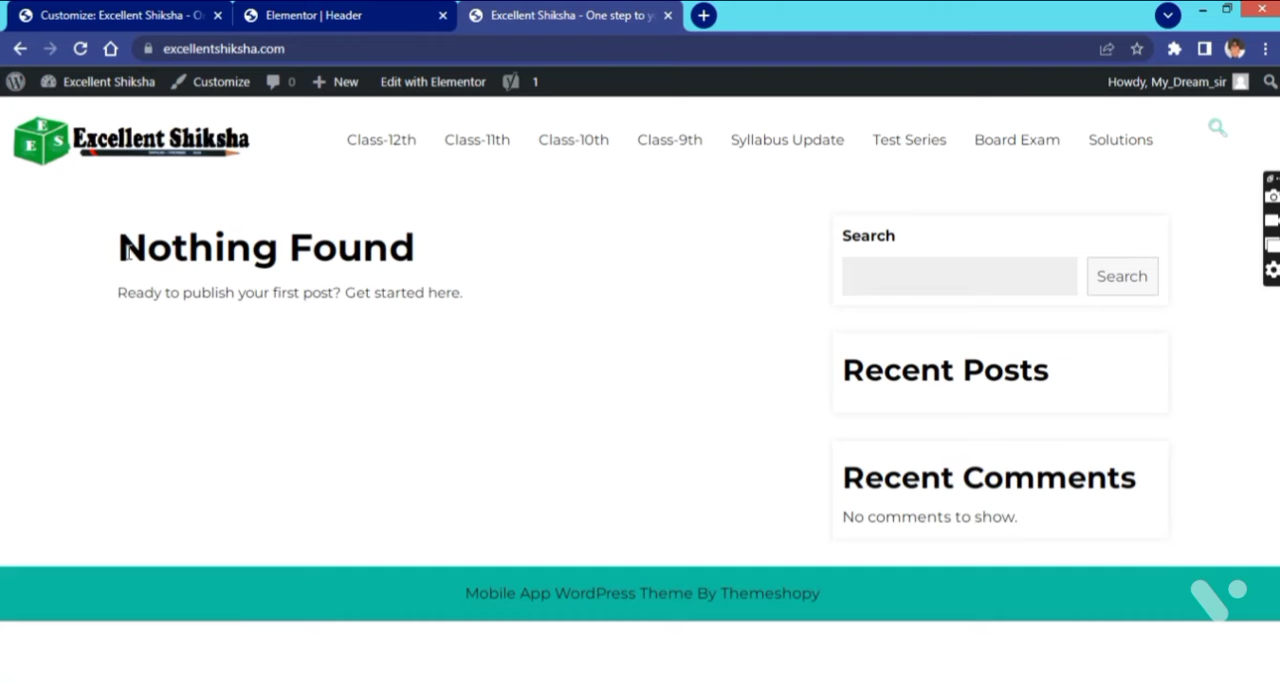 Customize: Excellent Shiksha - O
Elementor | Header
Excellent Shiksha - One step to y
excellentshiksha.com
Excellent Shiksha
Customize
0
New
Edit with Elementor
1
Howdy, My_Dream_sir
E
E S
Excellent Shiksha
Class-12th
Class-11th
Class-10th
Class-9th
Syllabus Update
Test Series
Board Exam
Solutions
Nothing Found
Ready to publish your first post? Get started here.
Search
Search
Recent Posts
Recent Comments
No comments to show.
Mobile App WordPress Theme By Themeshopy